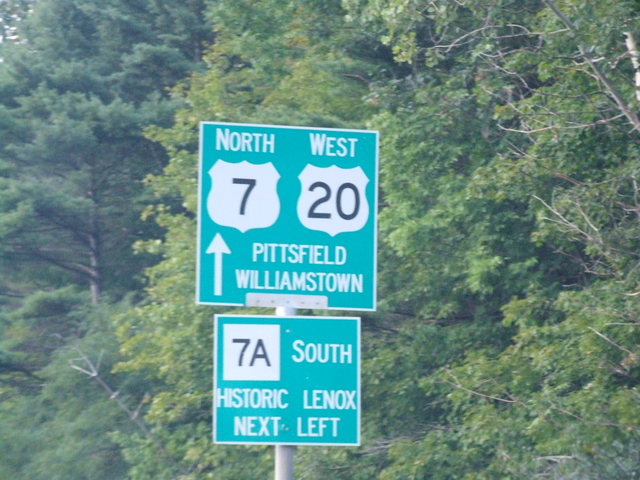 NORTH WEST
7 20
PITTSFIELD
WILLIAMSTOWN
7A SOUTH
HISTORIC LENOX
NEXT LEFT